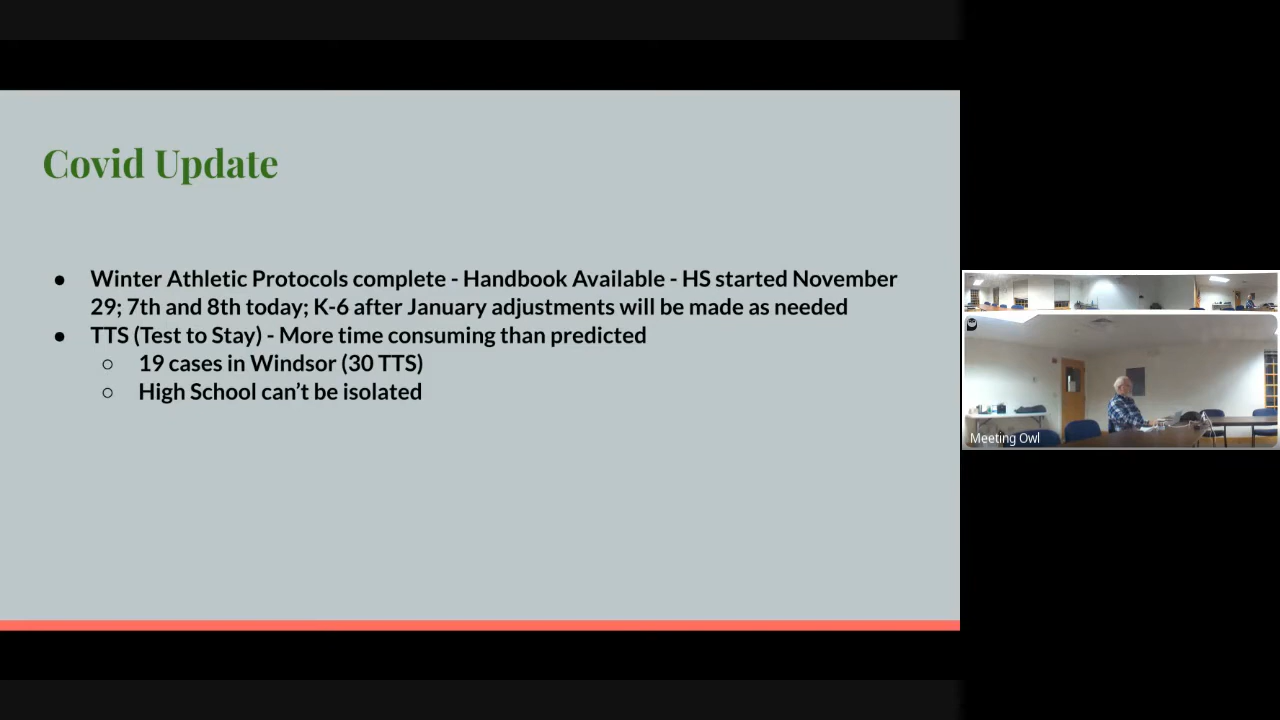 Covid Update
● Winter Athletic Protocols complete - Handbook Available - HS started November
29; 7th and 8th today; K-6 after January adjustments will be made as needed
● TTS (Test to Stay) - More time consuming than predicted
○ 19 cases in Windsor (30 TTS)
○ High School can’t be isolated
Meeting Owl